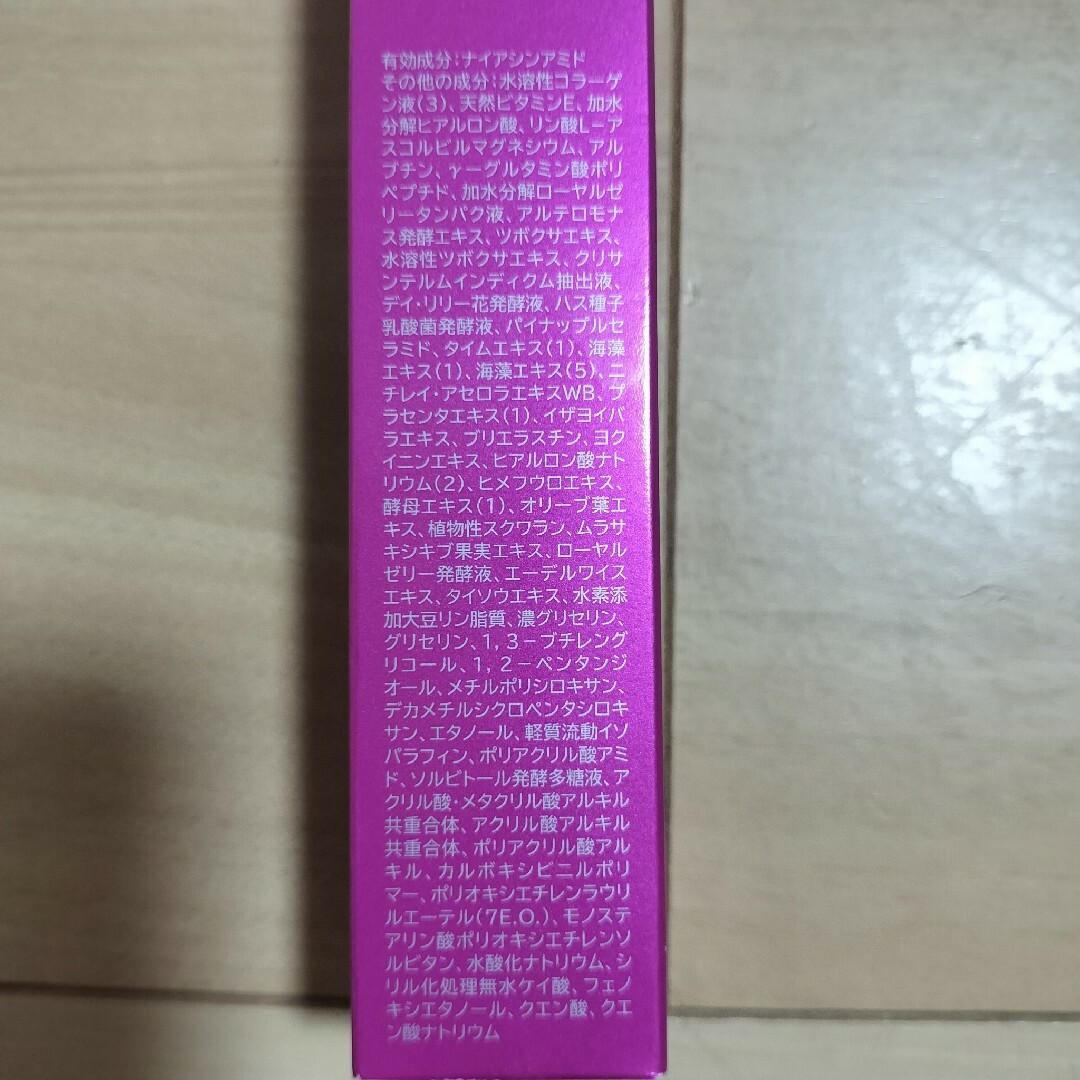 有効成分:ナイアシンアミド
その他の成分:水溶性コラーゲ
ン液(3)、天然ビタミンE、加水
分解ヒアルロン酸、リン酸L-ア
スコルビルマグネシウム、アル
ブチン、γ-グルタミン酸ポリ
ペプチド、加水分解ローヤルゼ
リータンパク液、アルテロモナ
ス発酵エキス、ツボクサエキス、
水溶性ツボクサエキス、クリサ
ンテルムインディクム抽出液、
デイ・リリー花発酵液、ハス種子
乳酸菌発酵液、パイナップルセ
ラミド、タイムエキス(1)、海藻
エキス(1)、海藻エキス(5)、ニ
チレイ・アセロラエキスWB、プ
ラセンタエキス(1)、イザヨイバ
ラエキス、ブリエラスチン、ヨク
イニンエキス、ヒアルロン酸ナト
リウム(2)、ヒメフウロエキス、
酵母エキス(1)、オリーブ葉エ
キス、植物性スクワラン、ムラサ
キシキブ果実エキス、ローヤル
ゼリー発酵液、エーデルワイス
エキス、タイソウエキス、水素添
加大豆リン脂質、濃グリセリン、
グリセリン、1,3-ブチレング
リコール、1,2-ペンタンジ
オール、メチルポリシロキサン、
デカメチルシクロペンタシロキ
サン、エタノール、軽質流動イソ
パラフィン、ポリアクリル酸アミ
ド、ソルビトール発酵多糖液、ア
クリル酸・メタクリル酸アルキル
共重合体、アクリル酸アルキル
共重合体、ポリアクリル酸アル
キル、カルボキシビニルポリ
マー、ポリオキシエチレンラウリ
ルエーテル(7E.O.)、モノステ
アリン酸ポリオキシエチレンソ
ルビタン、水酸化ナトリウム、シ
リル化処理無水ケイ酸、フェノ
キシエタノール、クエン酸、クエ
ン酸ナトリウム